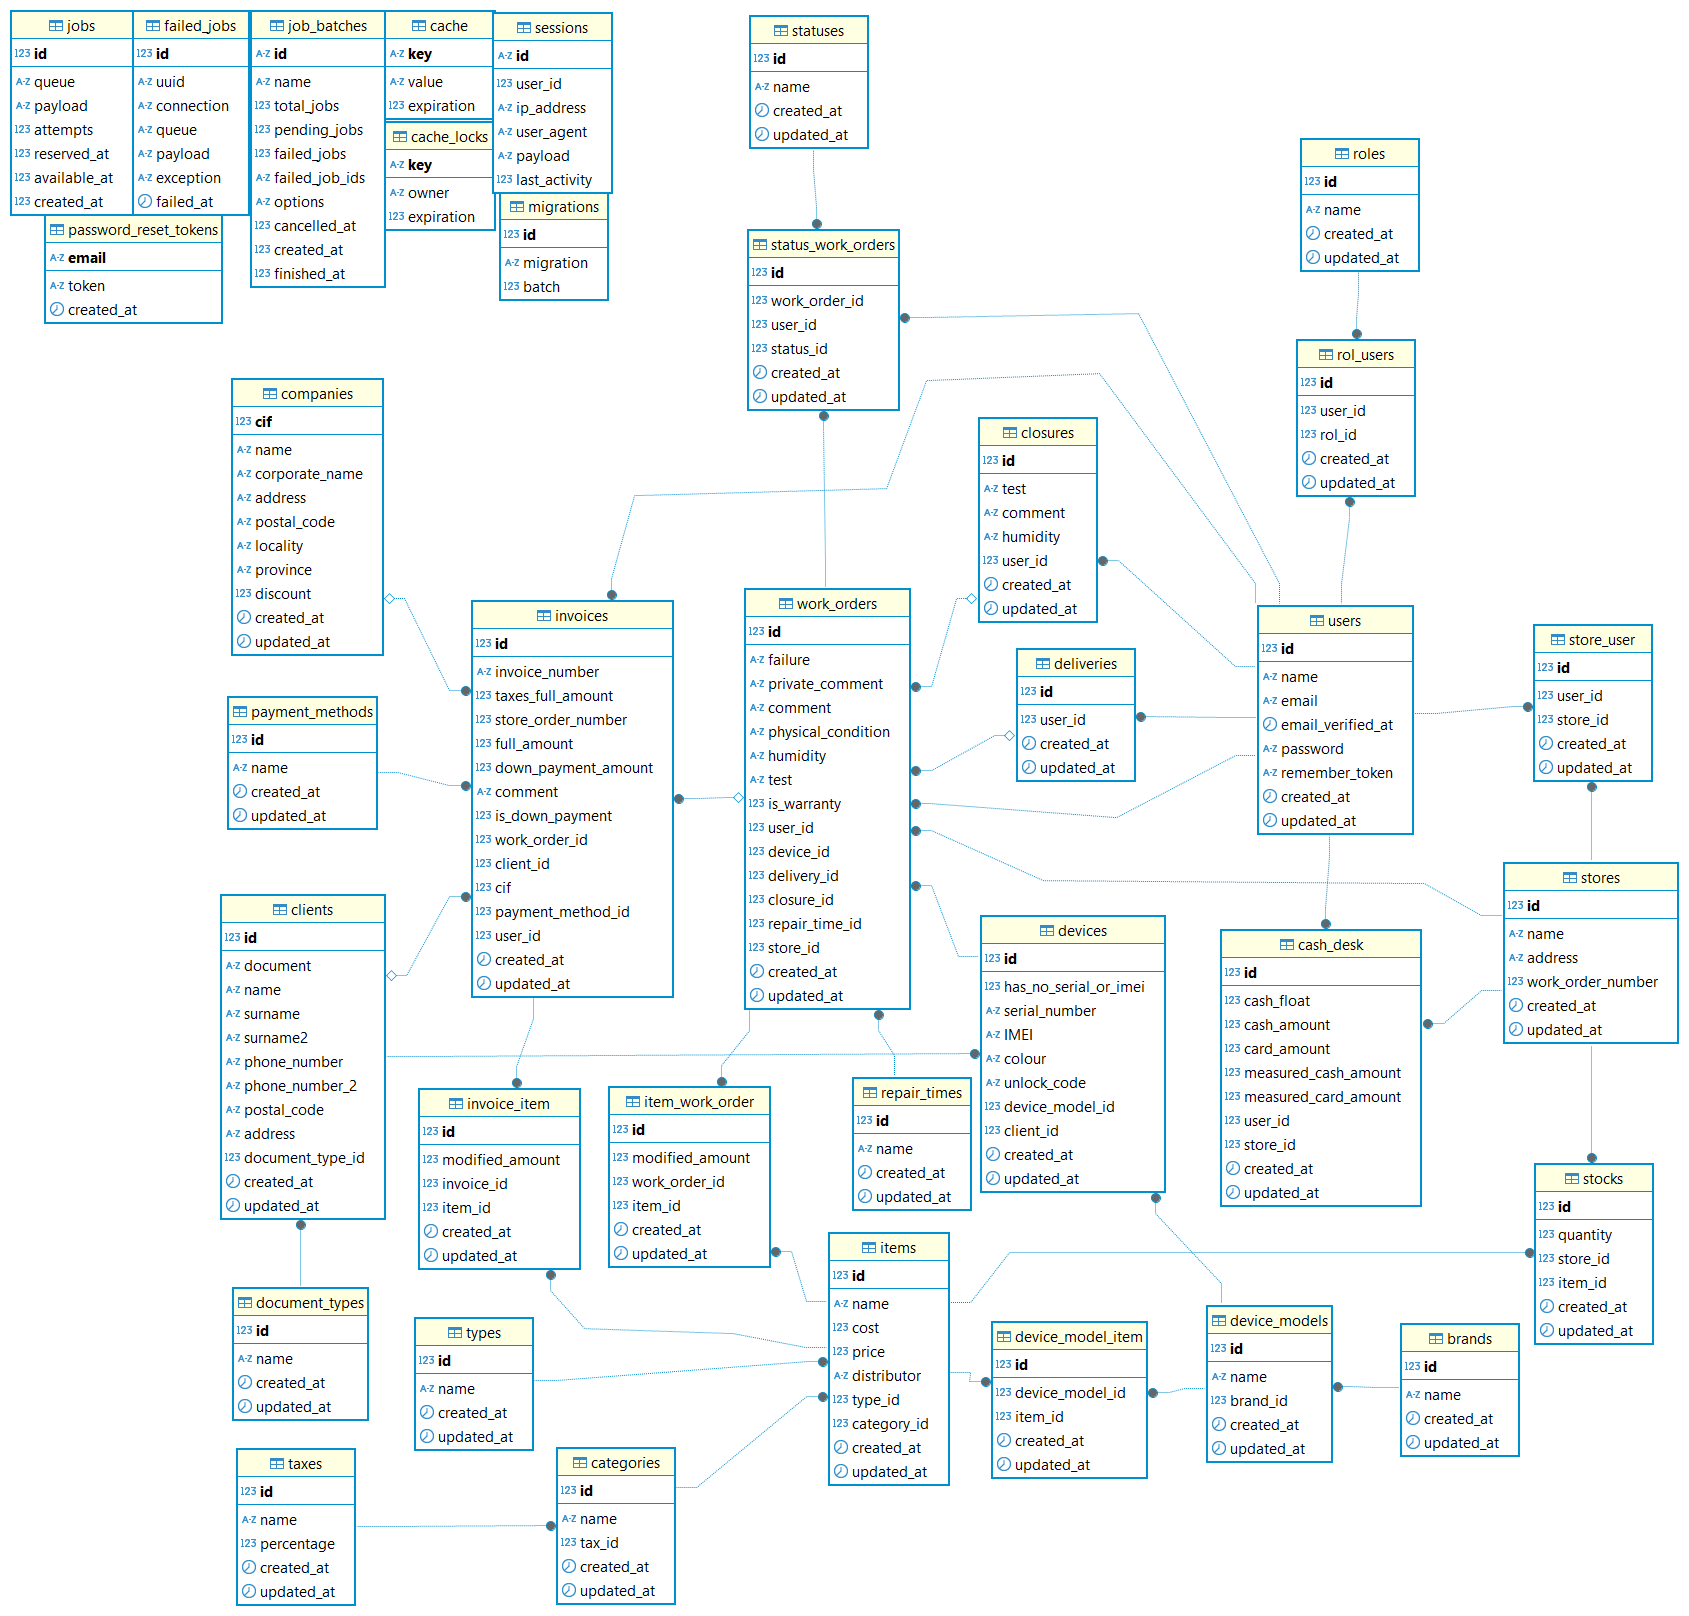 jobs
123 id
A-Z queue
A-Z payload
123 attempts
123 reserved_at
123 available_at
123 created_at
failed_jobs
123 id
A-Z uuid
A-Z connection
A-Z queue
A-Z payload
A-Z exception
failed_at
job_batches
A-Z id
A-Z name
123 total_jobs
123 pending_jobs
123 failed_jobs
A-Z failed_job_ids
A-Z options
123 cancelled_at
123 created_at
123 finished_at
cache
A-Z key
A-Z value
123 expiration
cache_locks
A-Z key
A-Z owner
123 expiration
sessions
A-Z id
123 user_id
A-Z ip_address
A-Z user_agent
A-Z payload
123 last_activity
migrations
123 id
A-Z migration
123 batch
password_reset_tokens
A-Z email
A-Z token
created_at
statuses
123 id
A-Z name
created_at
updated_at
status_work_orders
123 id
123 work_order_id
123 user_id
123 status_id
created_at
updated_at
roles
123 id
A-Z name
created_at
updated_at
rol_users
123 id
123 user_id
123 rol_id
created_at
updated_at
companies
123 cif
A-Z name
A-Z corporate_name
A-Z address
A-Z postal_code
A-Z locality
A-Z province
123 discount
created_at
updated_at
closures
123 id
A-Z test
A-Z comment
A-Z humidity
123 user_id
created_at
updated_at
invoices
123 id
A-Z invoice_number
123 taxes_full_amount
123 store_order_number
123 full_amount
123 down_payment_amount
A-Z comment
123 is_down_payment
123 work_order_id
123 client_id
123 cif
123 payment_method_id
123 user_id
created_at
updated_at
work_orders
123 id
A-Z failure
A-Z private_comment
A-Z comment
A-Z physical_condition
A-Z humidity
A-Z test
123 is_warranty
123 user_id
123 device_id
123 delivery_id
123 closure_id
123 repair_time_id
123 store_id
created_at
updated_at
deliveries
123 id
123 user_id
created_at
updated_at
users
123 id
A-Z name
A-Z email
email_verified_at
A-Z password
A-Z remember_token
created_at
updated_at
store_user
123 id
123 user_id
123 store_id
created_at
updated_at
payment_methods
123 id
A-Z name
created_at
updated_at
stores
123 id
A-Z name
A-Z address
123 work_order_number
created_at
updated_at
clients
123 id
A-Z document
A-Z name
A-Z surname
A-Z surname2
A-Z phone_number
A-Z phone_number_2
A-Z postal_code
A-Z address
123 document_type_id
created_at
updated_at
devices
123 id
123 has_no_serial_or_imei
A-Z serial_number
A-Z IMEI
A-Z colour
A-Z unlock_code
123 device_model_id
123 client_id
created_at
updated_at
cash_desk
123 id
123 cash_float
123 cash_amount
123 card_amount
123 measured_cash_amount
123 measured_card_amount
123 user_id
123 store_id
created_at
updated_at
invoice_item
123 id
123 modified_amount
123 invoice_id
123 item_id
created_at
updated_at
item_work_order
123 id
123 modified_amount
123 work_order_id
123 item_id
created_at
updated_at
repair_times
123 id
A-Z name
created_at
updated_at
stocks
123 id
123 quantity
123 store_id
123 item_id
created_at
updated_at
items
123 id
A-Z name
123 cost
123 price
A-Z distributor
123 type_id
123 category_id
created_at
updated_at
document_types
123 id
A-Z name
created_at
updated_at
types
123 id
A-Z name
created_at
updated_at
device_model_item
123 id
123 device_model_id
123 item_id
created_at
updated_at
device_models
123 id
A-Z name
123 brand_id
created_at
updated_at
brands
123 id
A-Z name
created_at
updated_at
taxes
123 id
A-Z name
123 percentage
created_at
updated_at
categories
123 id
A-Z name
123 tax_id
created_at
updated_at